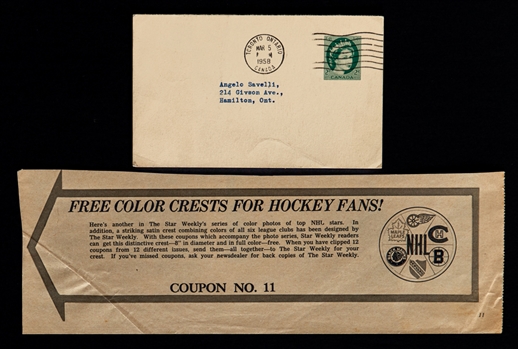 TORONTO ONTARIO
MAR 5
1958
CANADA
CANADA
Angelo Savelli,
214 Civson Ave.,
Hamilton, Ont.
FREE COLOR CRESTS FOR HOCKEY FANS!
Here's another in The Star Weekly's series of color photos of top NHL stars. In
addition, a striking satin crest combining colors of all six league clubs has been designed by
The Star Weekly. With these coupons which accompany the photo series, Star Weekly readers
can get this distinctive crest—8" in diameter and in full color—free. When you have clipped 12
coupons from 12 different issues, send them—all together—to The Star Weekly for your
crest. If you've missed coupons, ask your newsdealer for back copies of The Star Weekly.
COUPON NO. 11
NHL
B
11